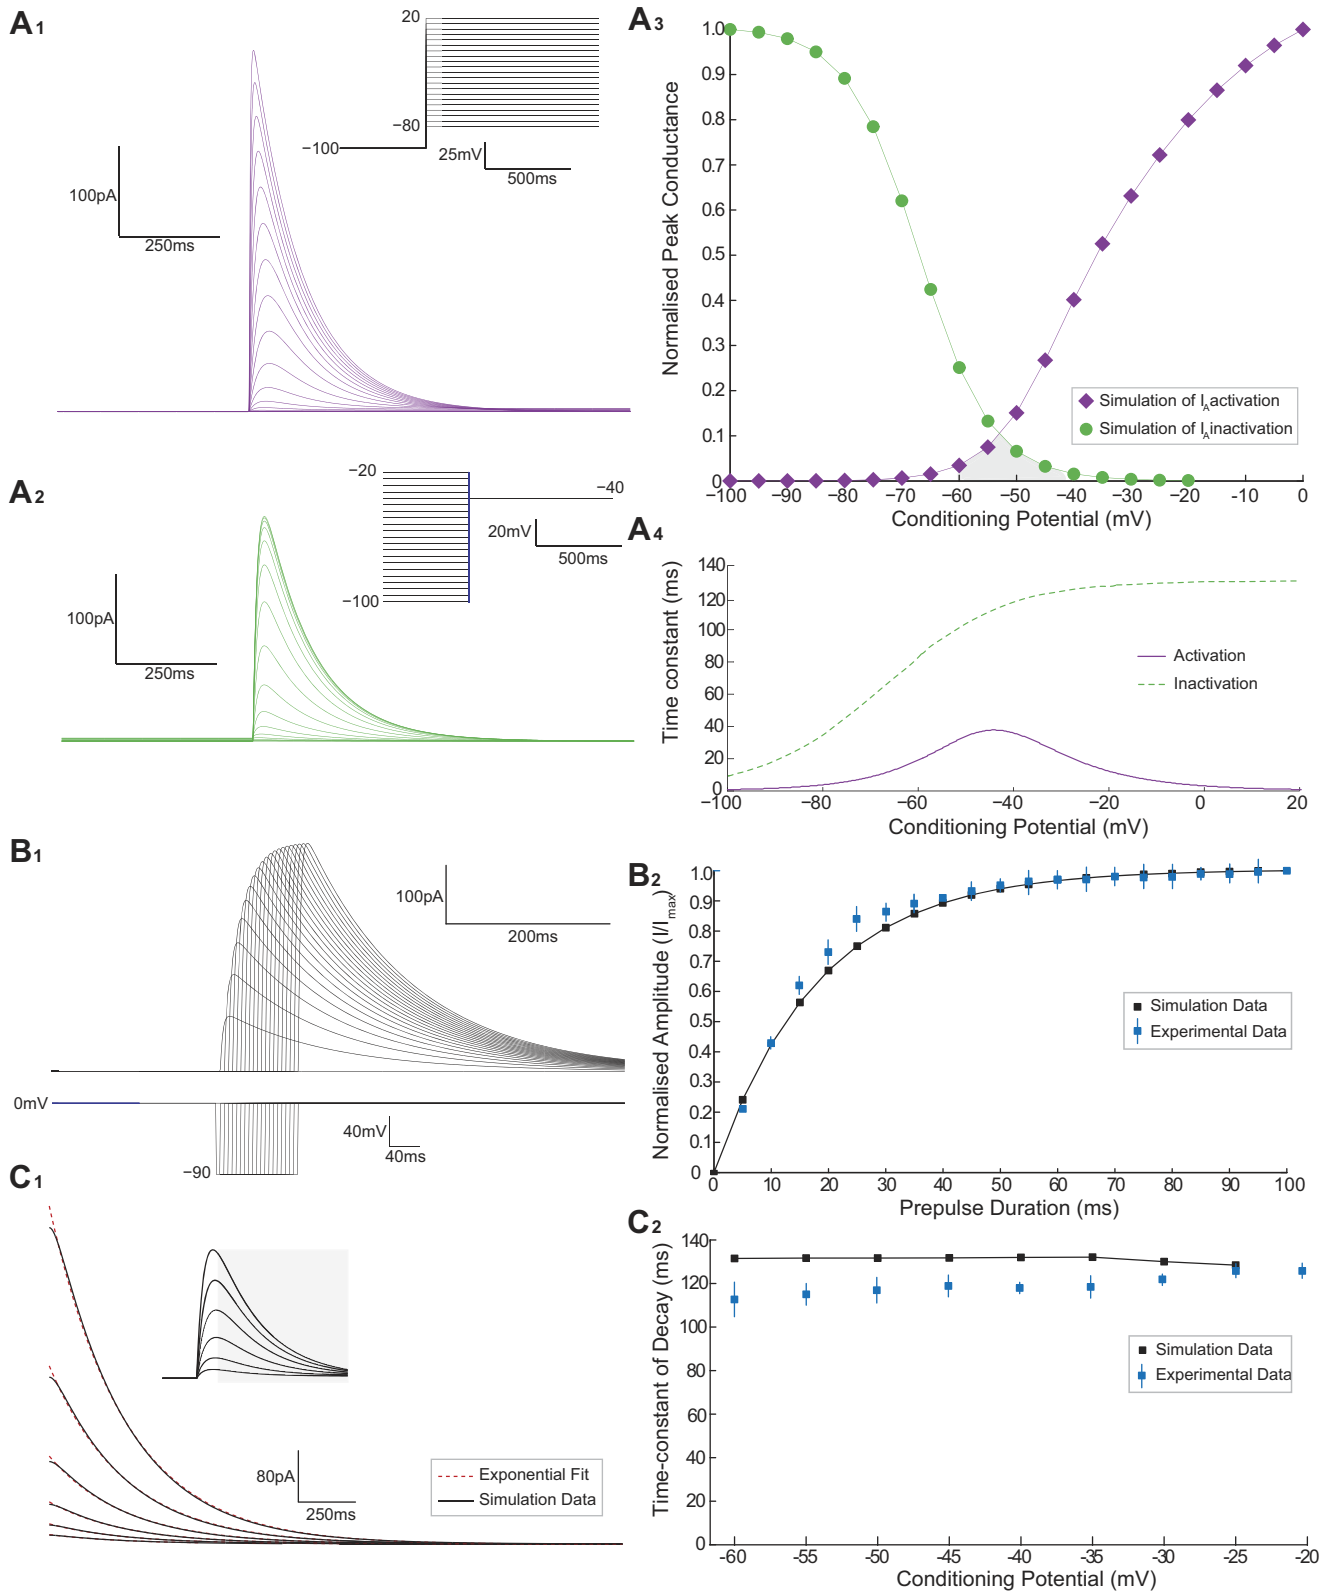 A1
20
−80
−100
25mV
500ms
100pA
250ms
A2
−20
−40
−100
20mV
500ms
100pA
250ms
A3
Normalised Peak Conductance
1.0
0.9
0.8
0.7
0.6
0.5
0.4
0.3
0.2
0.1
0
−100 −90 −80 −70 −60 −50 −40 −30 −20 -10 0
Conditioning Potential (mV)
Simulation of I_A activation
Simulation of I_A inactivation
A4
Time constant (ms)
140
120
100
80
60
40
20
0
−100 −80 −60 −40 −20 0 20
Conditioning Potential (mV)
Activation
Inactivation
B1
100pA
200ms
0mV
−90
40mV
40ms
B2
Normalised Amplitude (I/I_max)
1.0
0.9
0.8
0.7
0.6
0.5
0.4
0.3
0.2
0.1
0
0 10 20 30 40 50 60 70 80 90 100
Prepulse Duration (ms)
Simulation Data
Experimental Data
C1
80pA
250ms
Exponential Fit
Simulation Data
C2
Time-constant of Decay (ms)
140
120
100
80
60
40
20
0
-60 -55 -50 -45 -40 -35 -30 -25 -20
Conditioning Potential (mV)
Simulation Data
Experimental Data